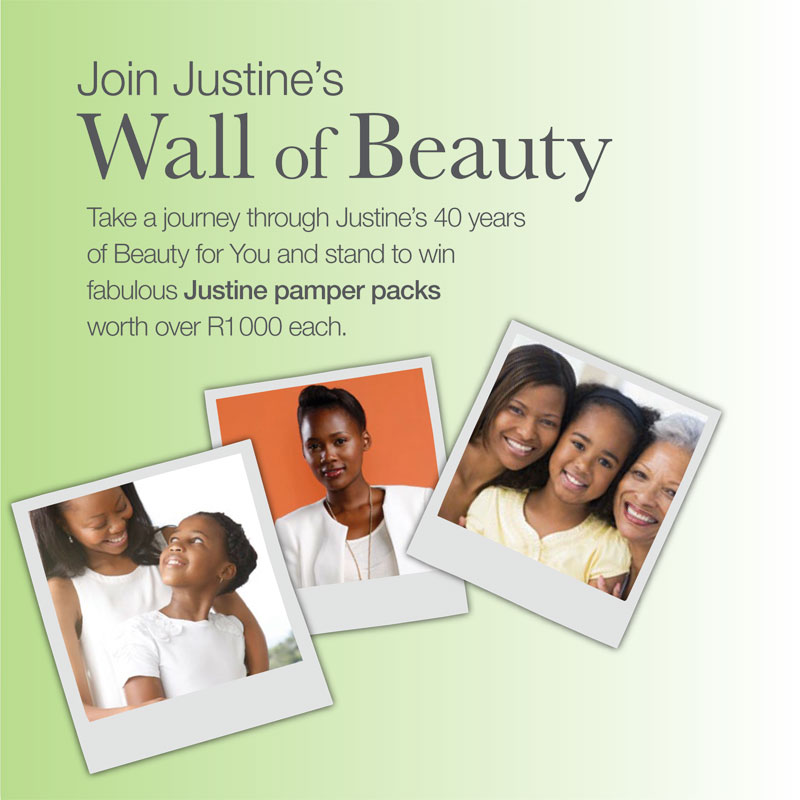 Join Justine's
Wall of Beauty
Take a journey through Justine's 40 years
of Beauty for You and stand to win
fabulous Justine pamper packs
worth over R1 000 each.